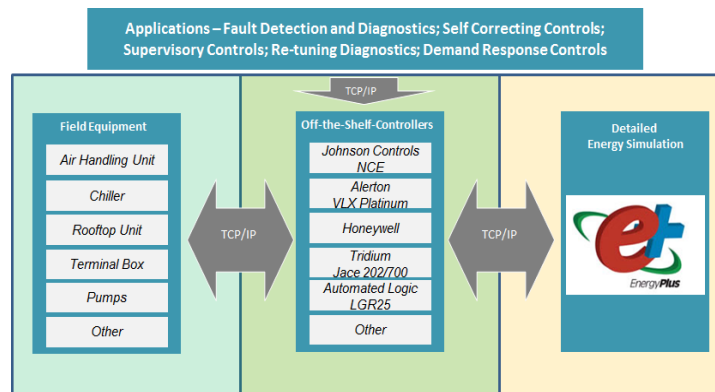 Applications – Fault Detection and Diagnostics; Self Correcting Controls;
Supervisory Controls; Re-tuning Diagnostics; Demand Response Controls
TCP/IP
Field Equipment
Air Handling Unit
Chiller
Rooftop Unit
Terminal Box
Pumps
Other
TCP/IP
Off-the-Shelf-Controllers
Johnson Controls
NCE
Alerton
VLX Platinum
Honeywell
Tridium
Jace 202/700
Automated Logic
LGR25
Other
TCP/IP
Detailed
Energy Simulation
e+
EnergyPlus